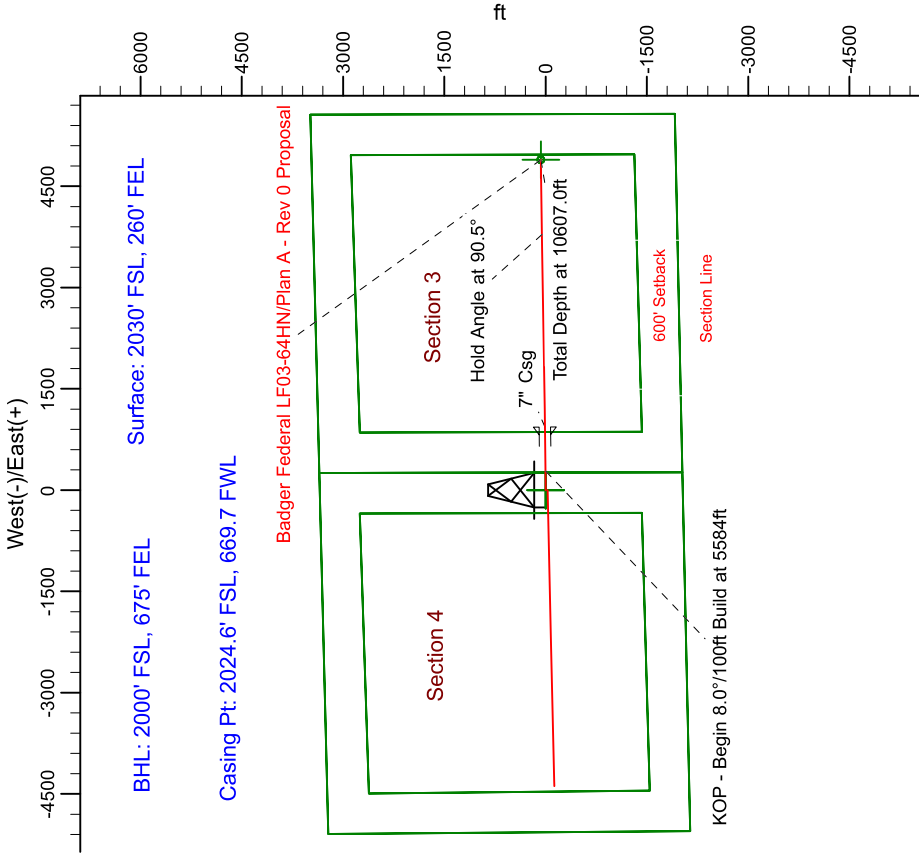 ft
6000
4500
3000
1500
0
-1500
-3000
-4500
West(-)/East(+)
4500
3000
1500
0
-1500
-3000
-4500
Surface: 2030' FSL, 260' FEL
BHL: 2000' FSL, 675' FEL
Casing Pt: 2024.6' FSL, 669.7 FWL
Badger Federal LF03-64HN/Plan A - Rev 0 Proposal
Section 3
Hold Angle at 90.5°
7" Csg
Total Depth at 10607.0ft
600' Setback
Section Line
Section 4
KOP - Begin 8.0°/100ft Build at 5584ft